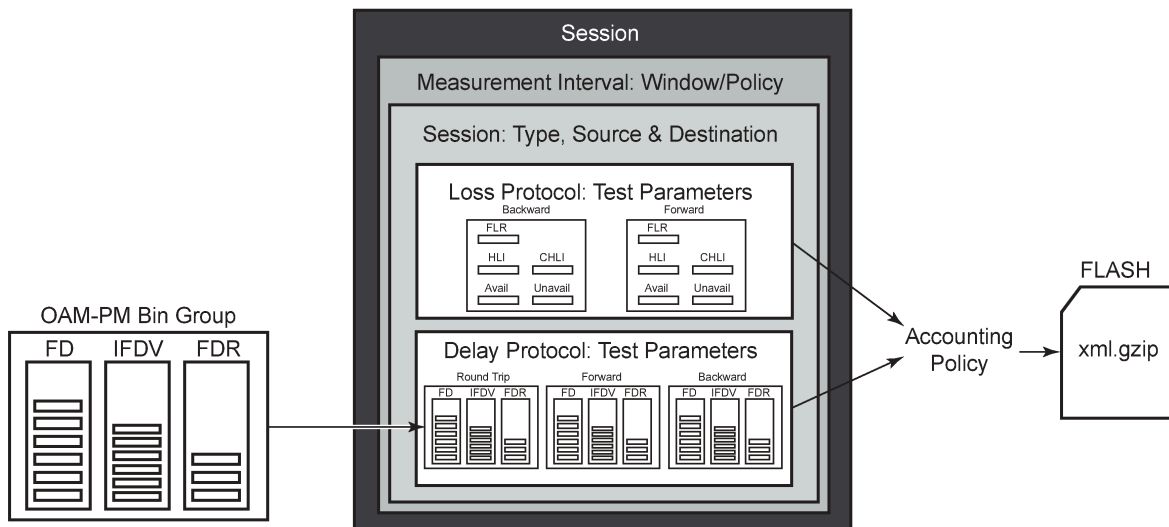 Session
Measurement Interval: Window/Policy
Session: Type, Source & Destination
Loss Protocol: Test Parameters
Backward
FLR
HLI CHLI
Avail Unavail
Forward
FLR
HLI CHLI
Avail Unavail
OAM-PM Bin Group
FD IFDV FDR
Delay Protocol: Test Parameters
Round Trip
FD IFDV FDR
Forward
FD IFDV FDR
Backward
FD IFDV FDR
Accounting
Policy
FLASH
xml.gzip